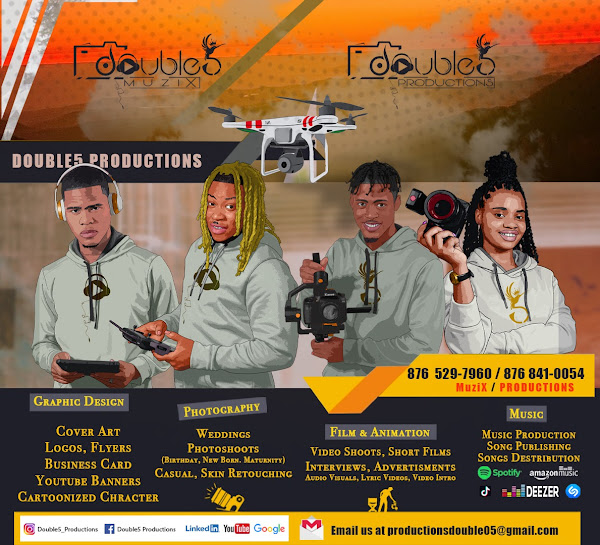 double5
MUZIX
double5
PRODUCTIONS
DOUBLE5 PRODUCTIONS
876 529-7960 / 876 841-0054
MuziX / PRODUCTIONS
Graphic Design
Cover Art
Logos, Flyers
Business Card
Youtube Banners
Cartoonized Chracter
Photography
Weddings
Photoshoots
(Birthday, New Born, Maternity)
Casual, Skin Retouching
Film & Animation
Video Shoots, Short Films
Interviews, Advertisments
Audio Visuals, Lyric Videos, Video Intro
Music
Music Production
Song Publishing
Songs Distribution
Spotify amazon music
DEEZER
Double5_Productions Double5 Productions LinkedIn YouTube Google Email us at productionsdouble05@gmail.com